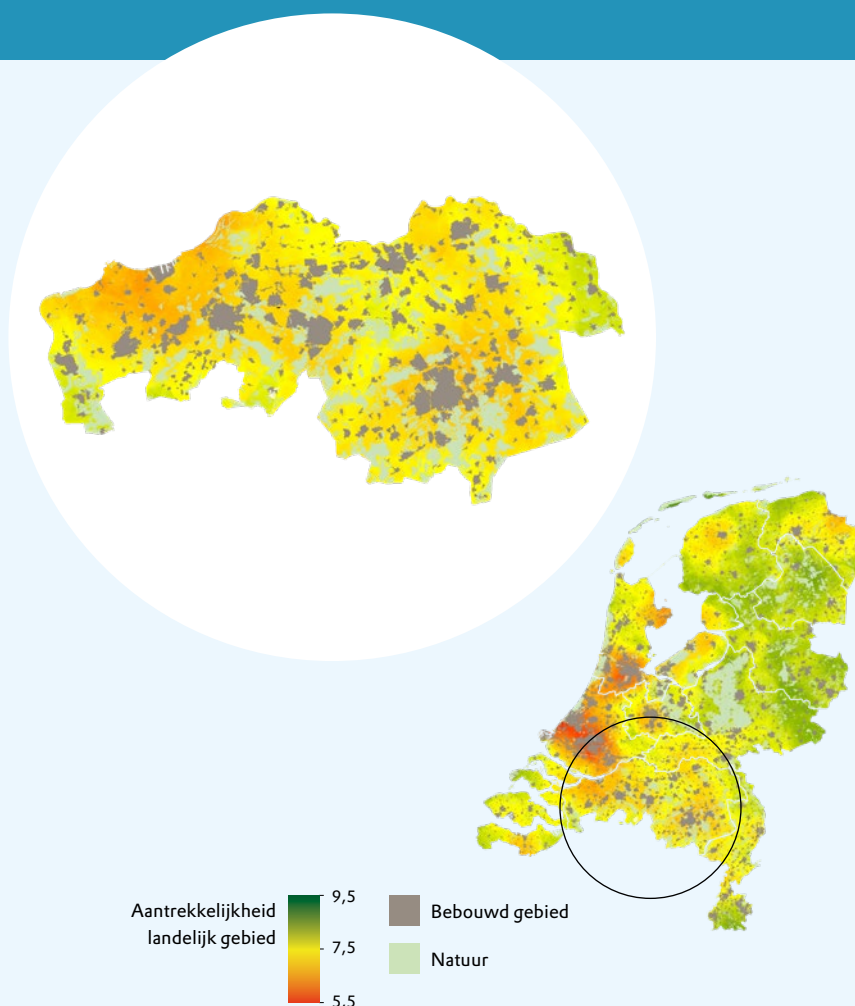 Aantrekkelijkheid
landelijk gebied
9,5
7,5
5,5
Bebouwd gebied
Natuur